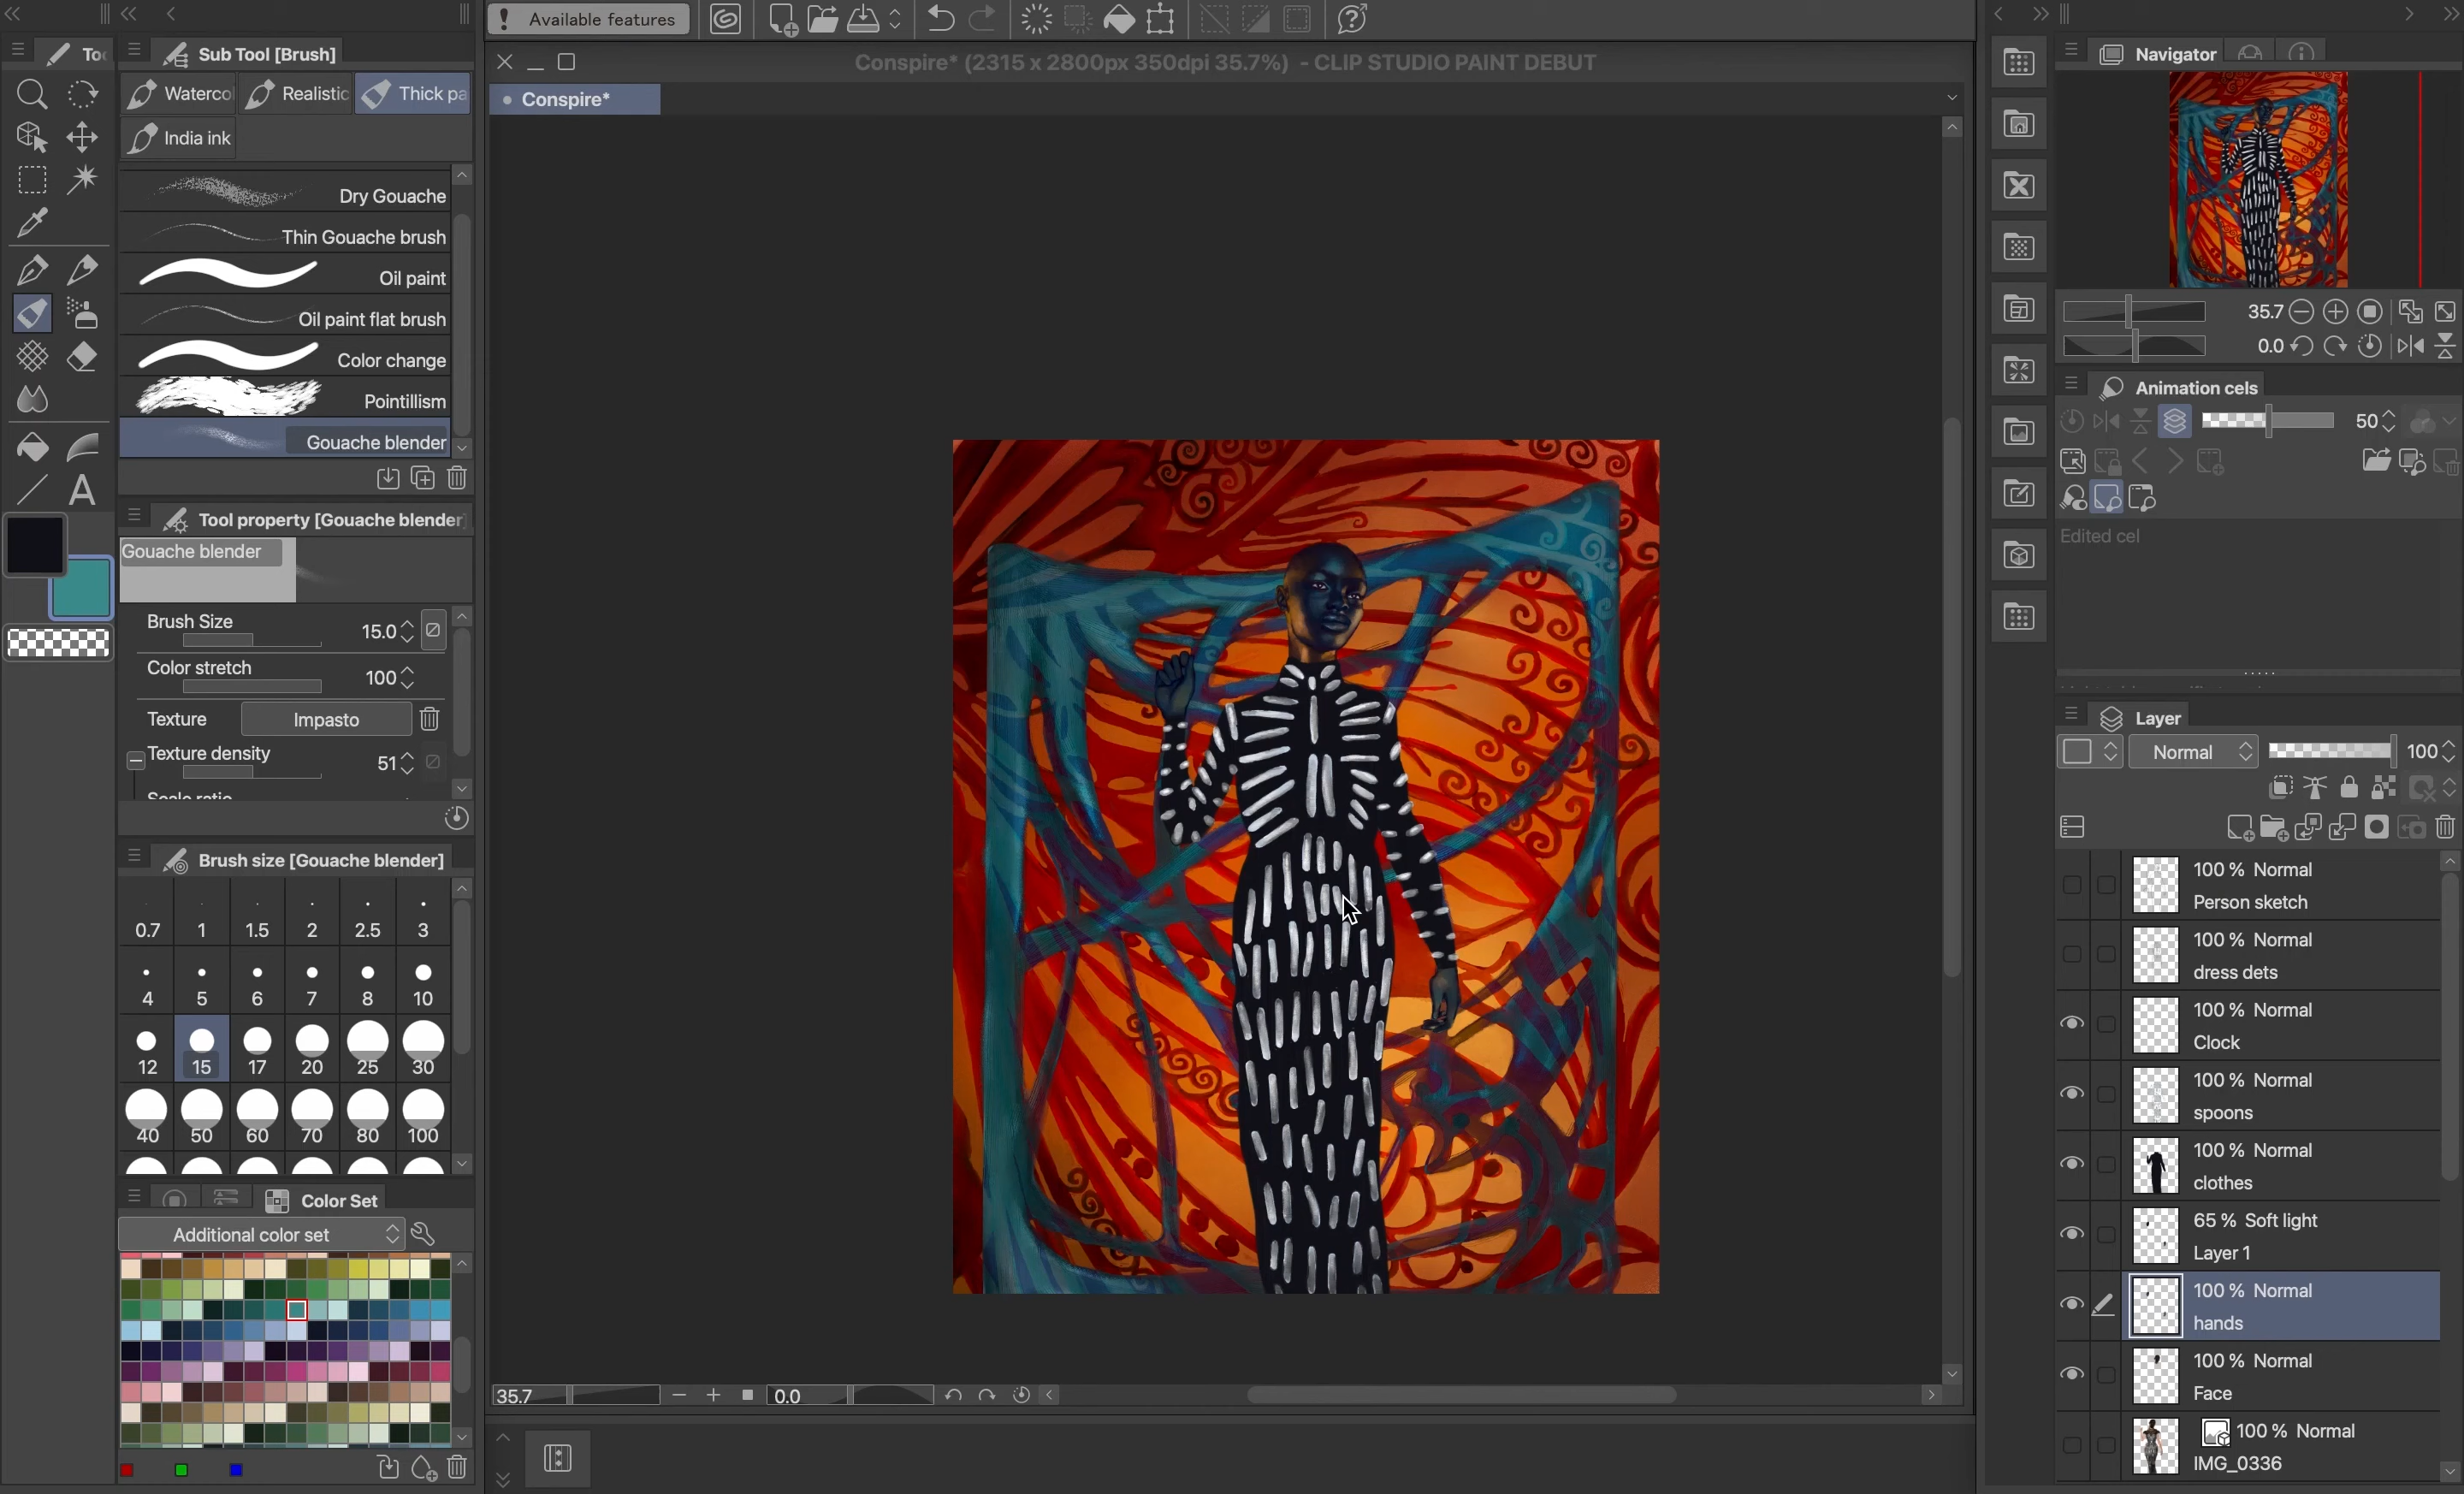 Available features
Too
Sub Tool [Brush]
Conspire* (2315 x 2800px 350dpi 35.7%) - CLIP STUDIO PAINT DEBUT
Navigator
Waterco
Realistic
Thick pa
Conspire*
India ink
Dry Gouache
Thin Gouache brush
Oil paint
Oil paint flat brush
Color change
Pointillism
Gouache blender
35.7
0.0
Animation cels
50
Edited cel
Tool property [Gouache blender]
Gouache blender
Brush Size 15.0
Color stretch 100
Texture Impasto
Texture density 51
Scale ratio
Brush size [Gouache blender]
0.7 1 1.5 2 2.5 3
4 5 6 7 8 10
12 15 17 20 25 30
40 50 60 70 80 100
Color Set
Additional color set
35.7 0.0
Layer
Normal 100
100 % Normal
Person sketch
100 % Normal
dress dets
100 % Normal
Clock
100 % Normal
spoons
100 % Normal
clothes
65 % Soft light
Layer 1
100 % Normal
hands
100 % Normal
Face
100 % Normal
IMG_0336